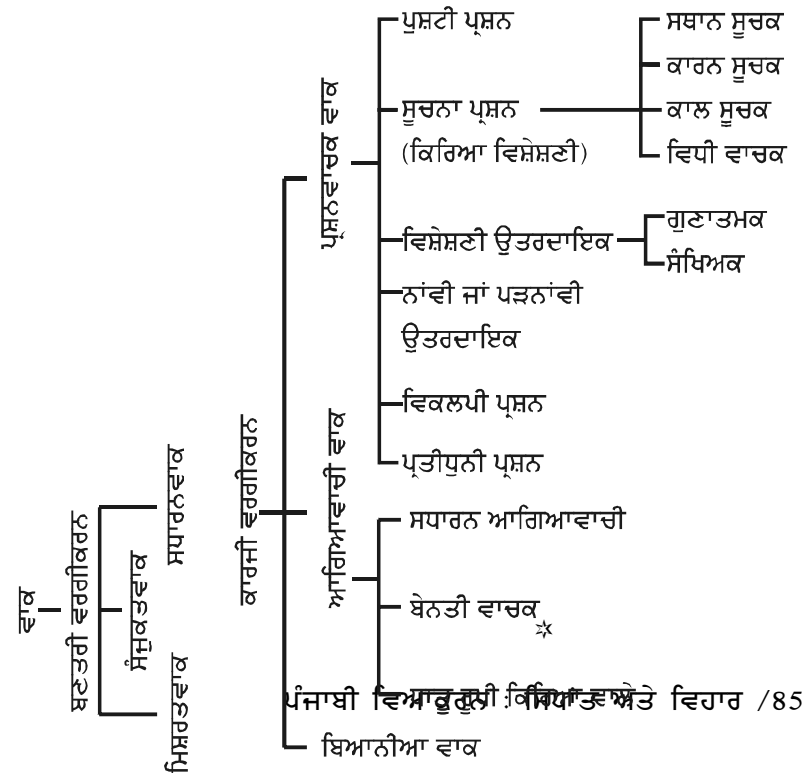 ਵਾਕ
ਬਣਤਰੀ ਵਰਗੀਕਰਨ
ਸਧਾਰਨਵਾਕ
ਸੰਜੁਕਤਵਾਕ
ਮਿਸ਼ਰਤਵਾਕ
ਕਾਰਜੀ ਵਰਗੀਕਰਨ
ਪ੍ਰਸ਼ਨਵਾਚਕ ਵਾਕ
ਪੁਸ਼ਟੀ ਪ੍ਰਸ਼ਨ
ਸੂਚਨਾ ਪ੍ਰਸ਼ਨ
(ਕਿਰਿਆ ਵਿਸ਼ੇਸ਼ਣੀ)
ਸਥਾਨ ਸੂਚਕ
ਕਾਰਨ ਸੂਚਕ
ਕਾਲ ਸੂਚਕ
ਵਿਧੀ ਵਾਚਕ
ਵਿਸ਼ੇਸ਼ਣੀ ਉਤਰਦਾਇਕ
ਗੁਣਾਤਮਕ
ਸੰਖਿਅਕ
ਨਾਂਵੀ ਜਾਂ ਪੜਨਾਂਵੀ
ਉਤਰਦਾਇਕ
ਵਿਕਲਪੀ ਪ੍ਰਸ਼ਨ
ਪ੍ਰਤੀਧੁਨੀ ਪ੍ਰਸ਼ਨ
ਆਗਿਆਵਾਚੀ ਵਾਕ
ਸਧਾਰਨ ਆਗਿਆਵਾਚੀ
ਬੇਨਤੀ ਵਾਚਕ
ਪੰਜਾਬੀ ਵਿਆਕਰਨ : ਸਿਧਾਂਤ ਅਤੇ ਵਿਹਾਰ /85
ਬਿਆਨੀਆ ਵਾਕ